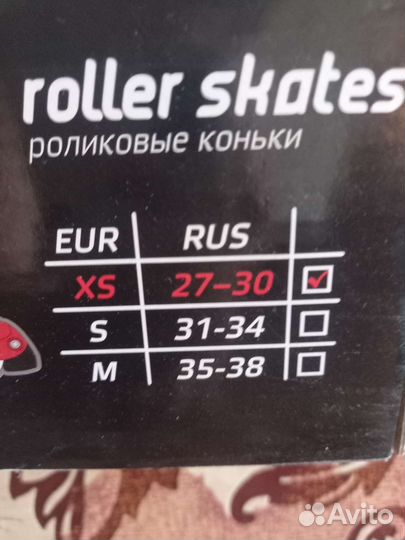 roller skates
роликовые коньки
EUR RUS
XS 27–30
S 31-34
M 35-38
Avito